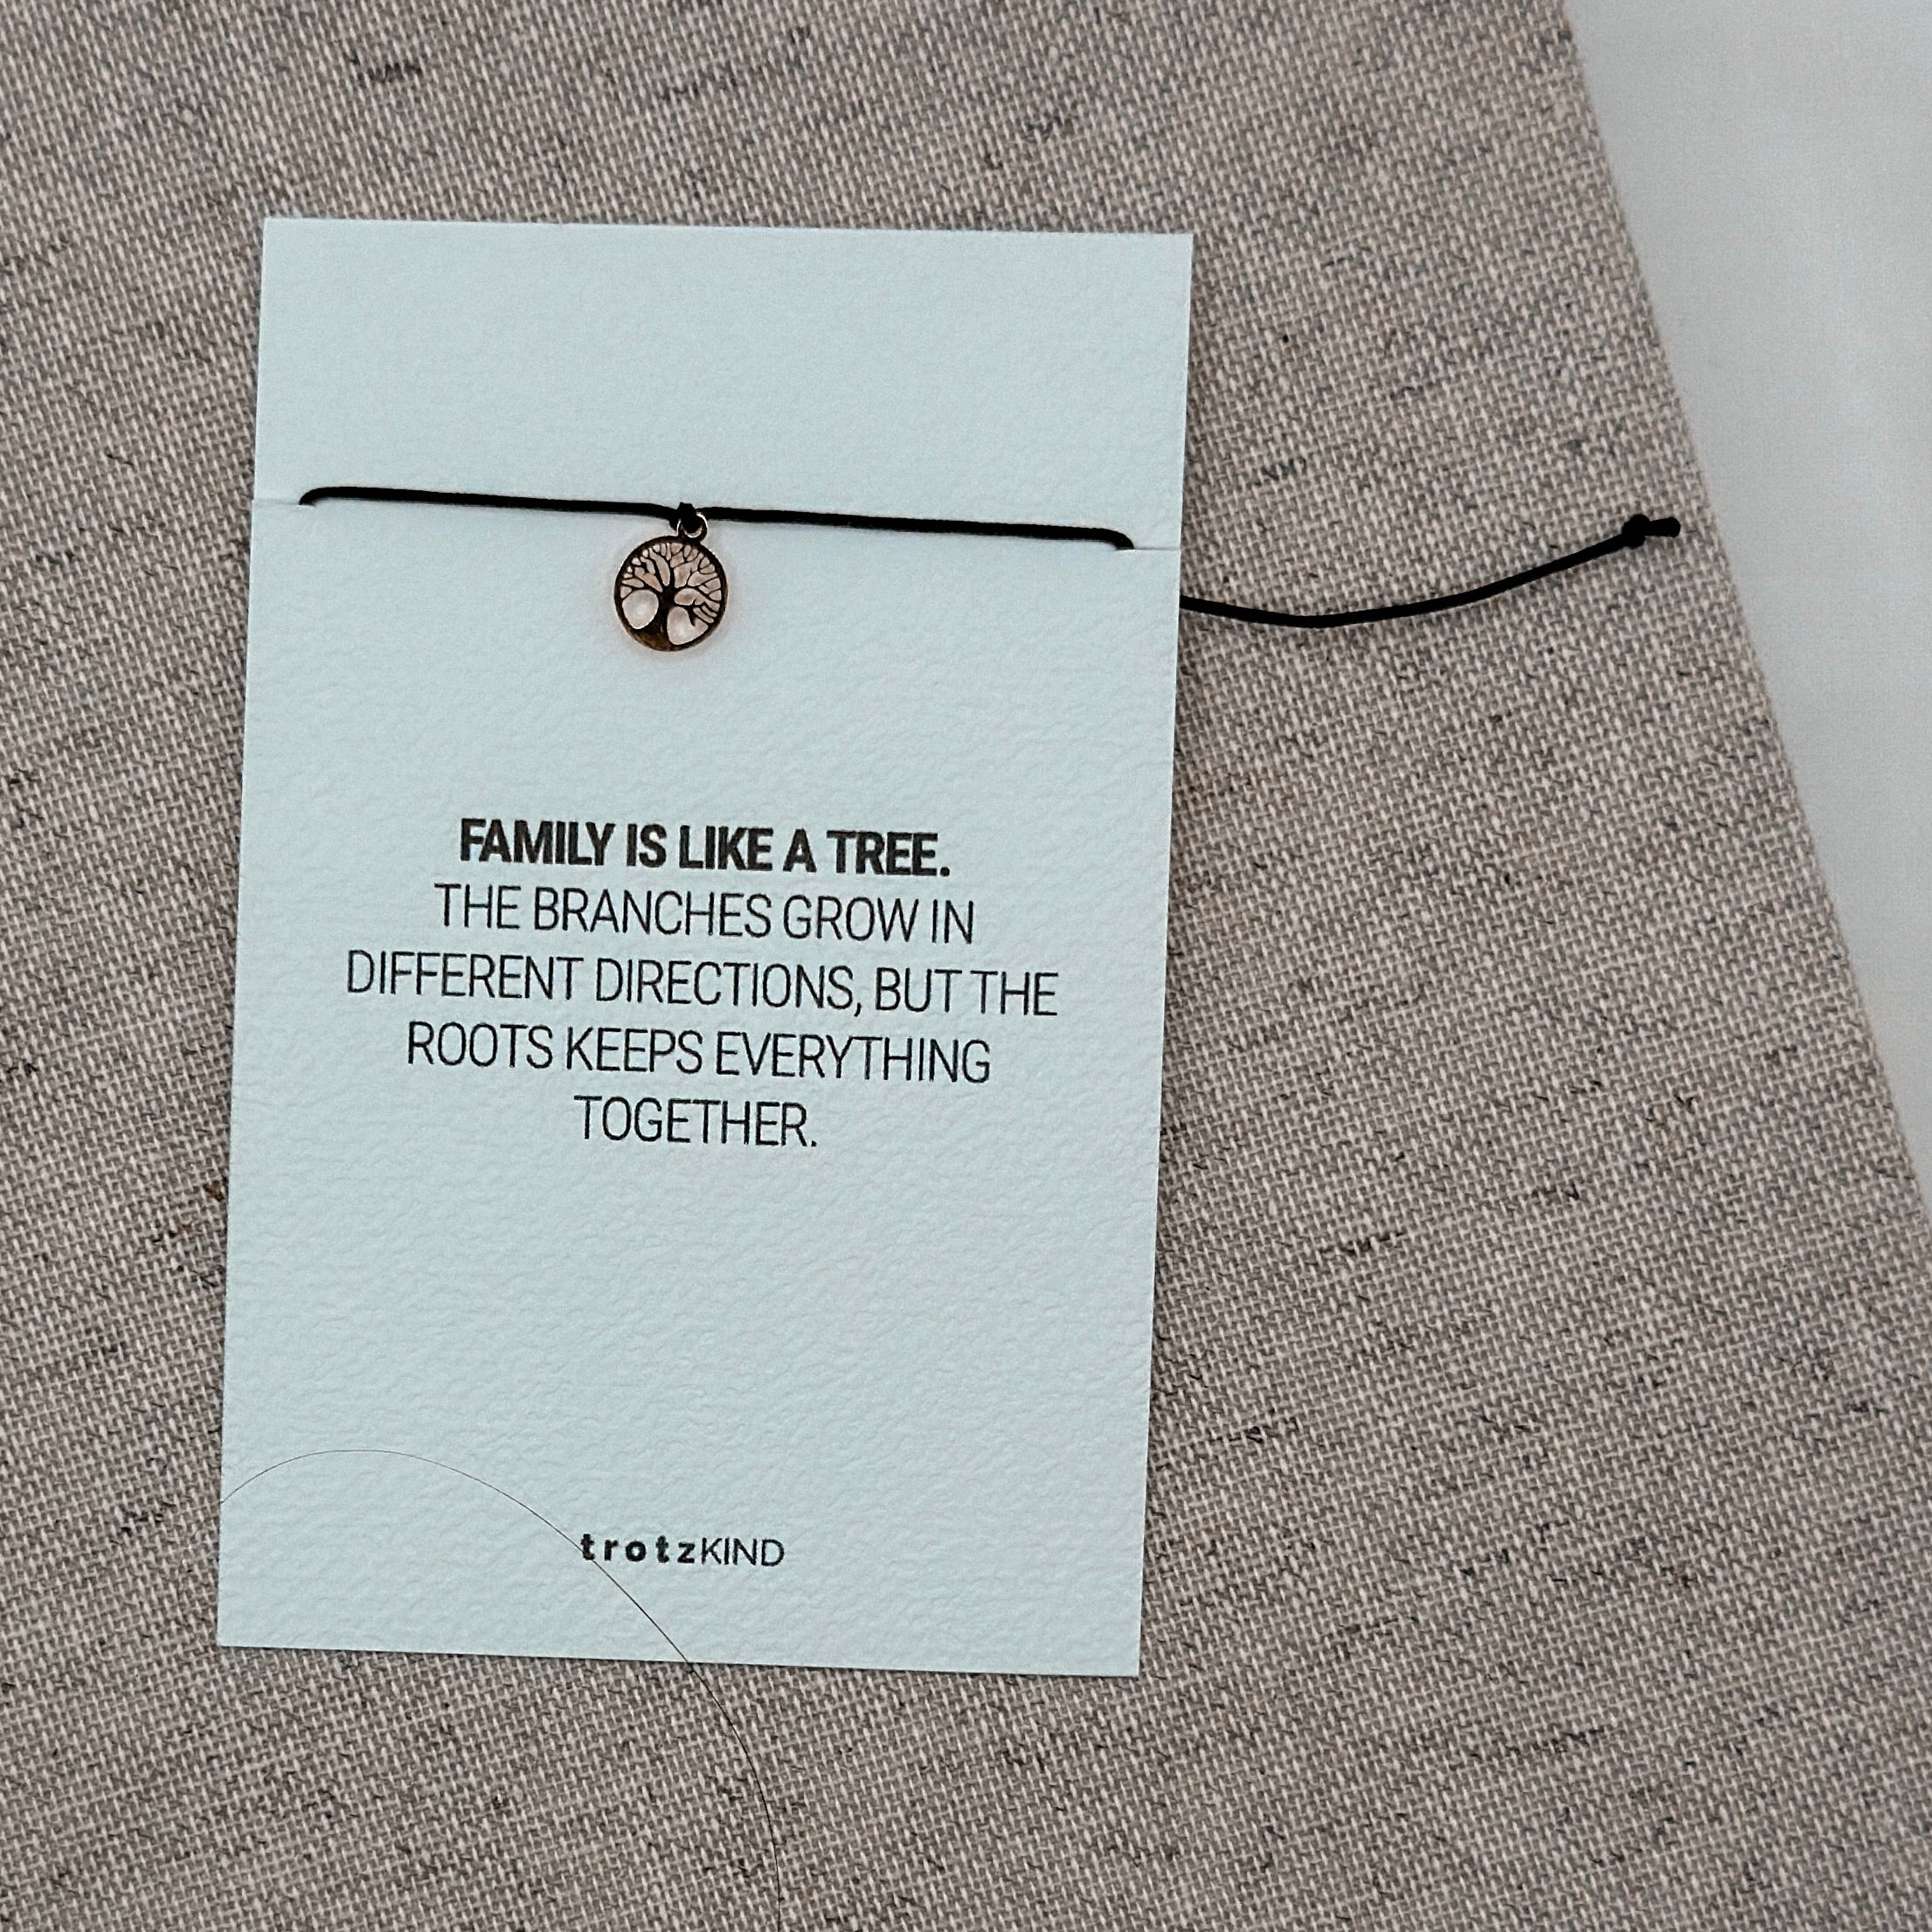 FAMILY IS LIKE A TREE.
THE BRANCHES GROW IN
DIFFERENT DIRECTIONS, BUT THE
ROOTS KEEPS EVERYTHING
TOGETHER.
trotzKIND